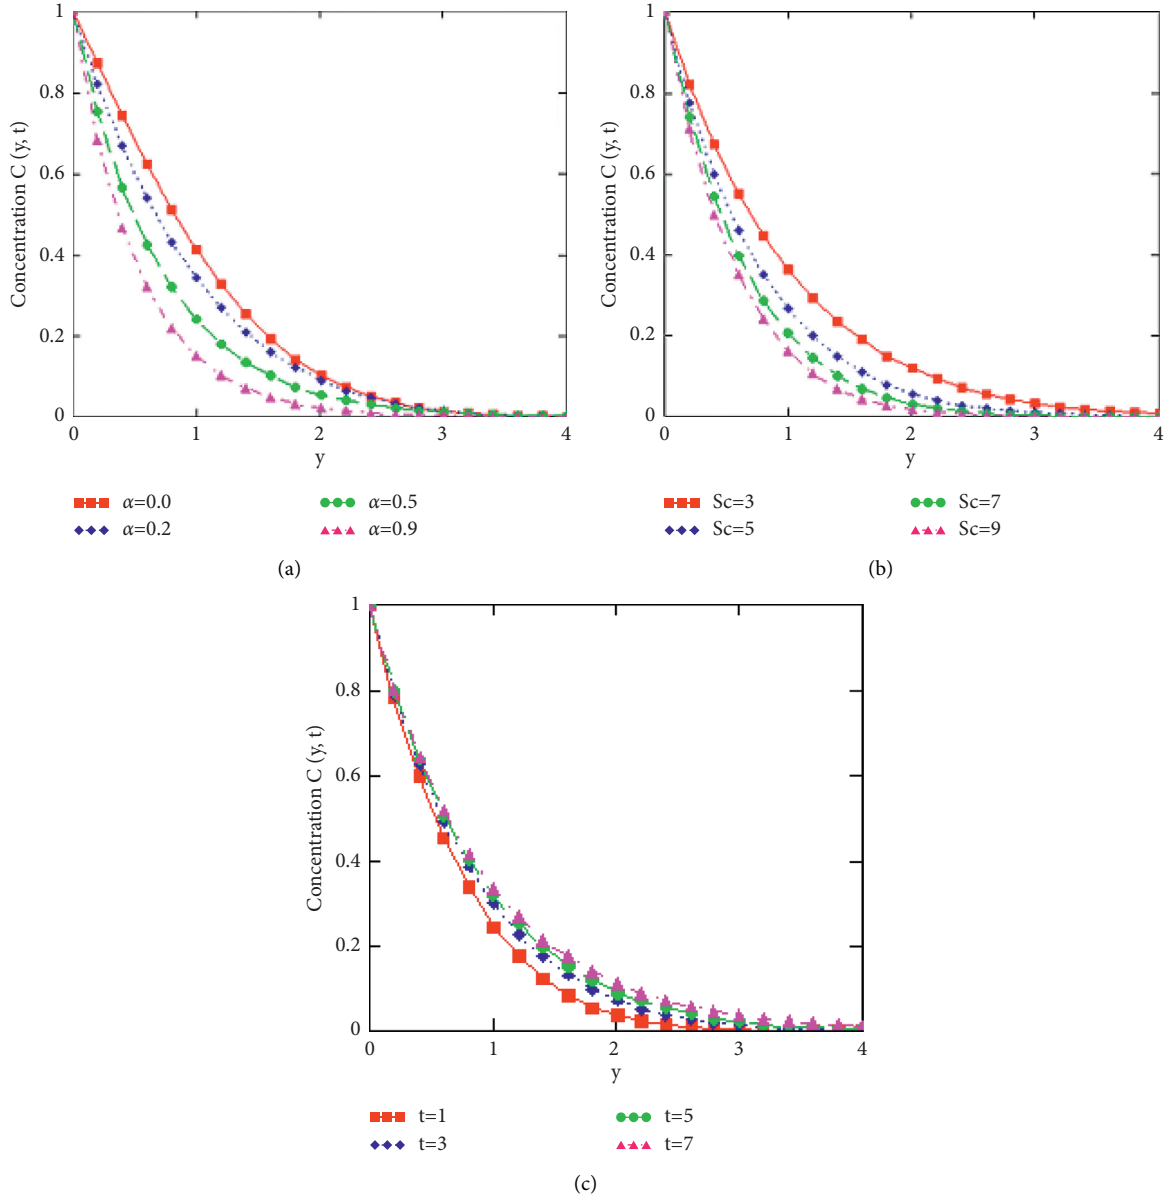 1
0.8
0.6
0.4
0.2
0
Concentration C (y, t)
0 1 2 3 4
y
α=0.0 α=0.5
α=0.2 α=0.9
(a)
1
0.8
0.6
0.4
0.2
0
Concentration C (y, t)
0 1 2 3 4
y
Sc=3 Sc=7
Sc=5 Sc=9
(b)
1
0.8
0.6
0.4
0.2
0
Concentration C (y, t)
0 1 2 3 4
y
t=1 t=5
t=3 t=7
(c)